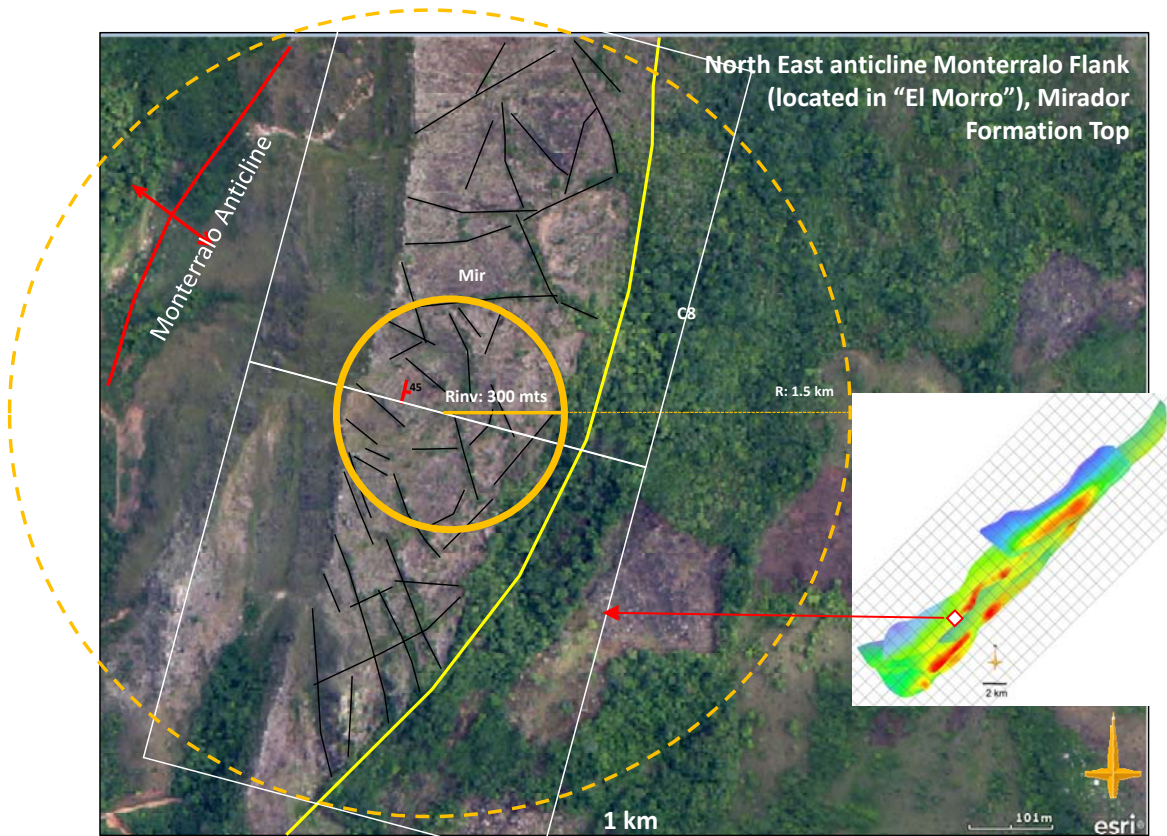 North East anticline Monterralo Flank
(located in “El Morro”), Mirador
Formation Top
Monterralo Anticline
Mir
C8
45
Rinv: 300 mts
R: 1.5 km
2 km
1 km
101m
esri